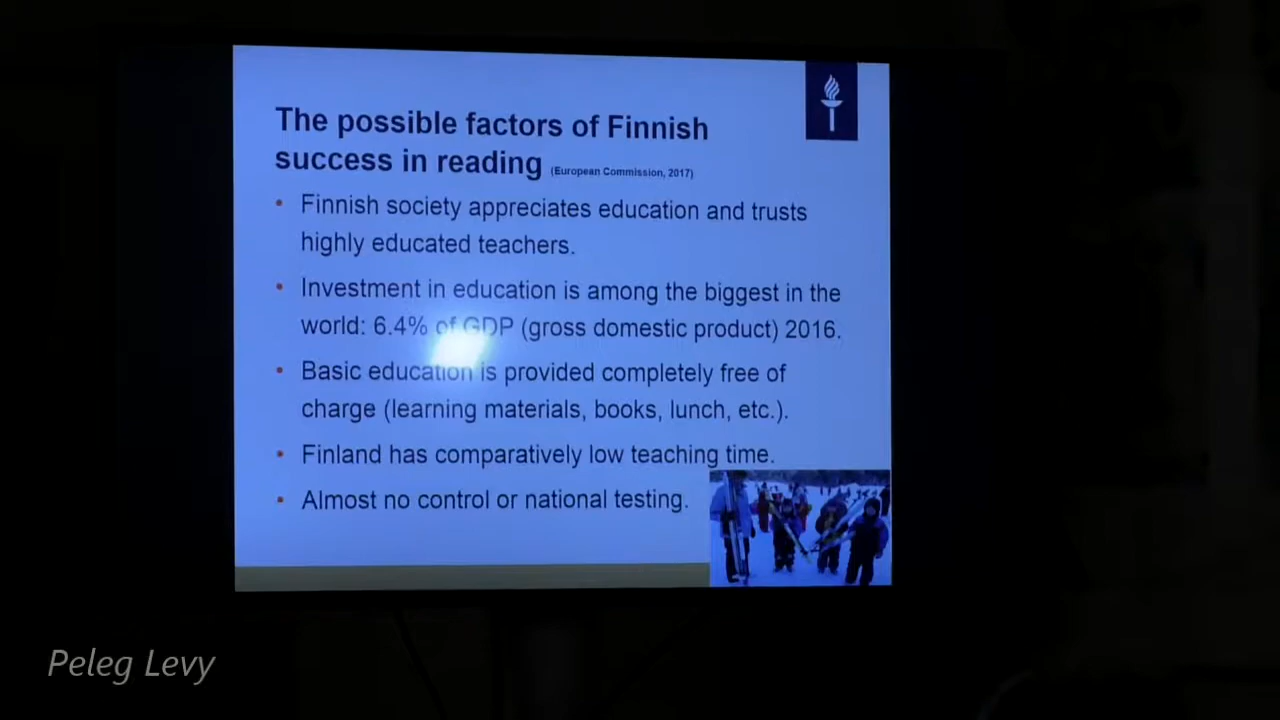 The possible factors of Finnish
success in reading (European Commission, 2017)
• Finnish society appreciates education and trusts
highly educated teachers.
• Investment in education is among the biggest in the
world: 6.4% of GDP (gross domestic product) 2016.
• Basic education is provided completely free of
charge (learning materials, books, lunch, etc.).
• Finland has comparatively low teaching time.
• Almost no control or national testing.
Peleg Levy